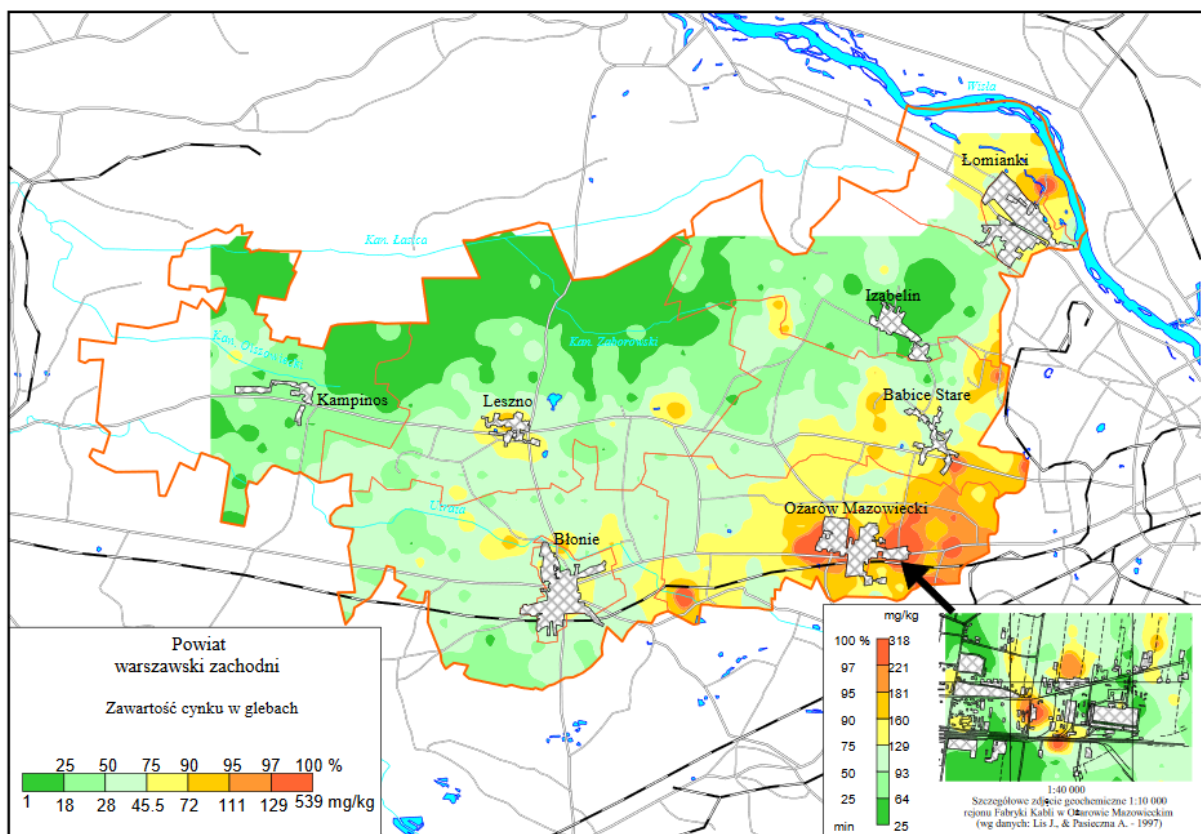 Wisła
Łomianki
Kan. Łasica
Izabelin
Kan. Zaborowski
Kan. Olszowiecki
Kampinos
Leszno
Babice Stare
Utrata
Ożarów Mazowiecki
Błonie
Powiat
warszawski zachodni
Zawartość cynku w glebach
25 50 75 90 95 97 100 %
1 18 28 45.5 72 111 129 539 mg/kg
mg/kg
100 % 318
97 221
95 181
90 160
75 129
50 93
25 64
min 25
1:40 000
Szczegółowe zdjęcie geochemiczne 1:10 000
rejonu Fabryki Kabli w Ożarowie Mazowieckim
(wg danych: Lis J., & Pasieczna A. - 1997)